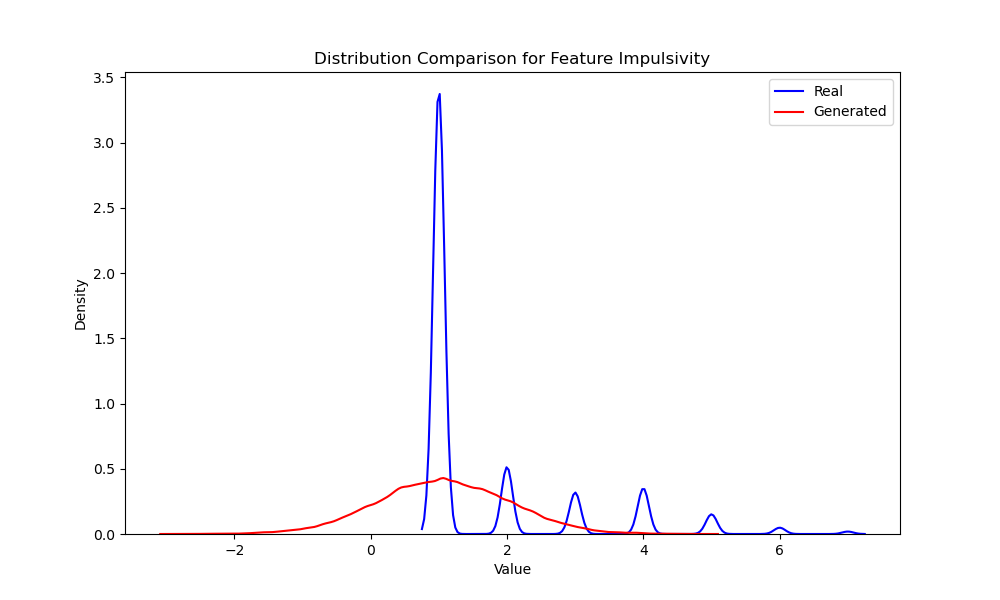 Distribution Comparison for Feature Impulsivity
Real
Generated
Density
3.5
3.0
2.5
2.0
1.5
1.0
0.5
0.0
−2
0
2
4
6
Value